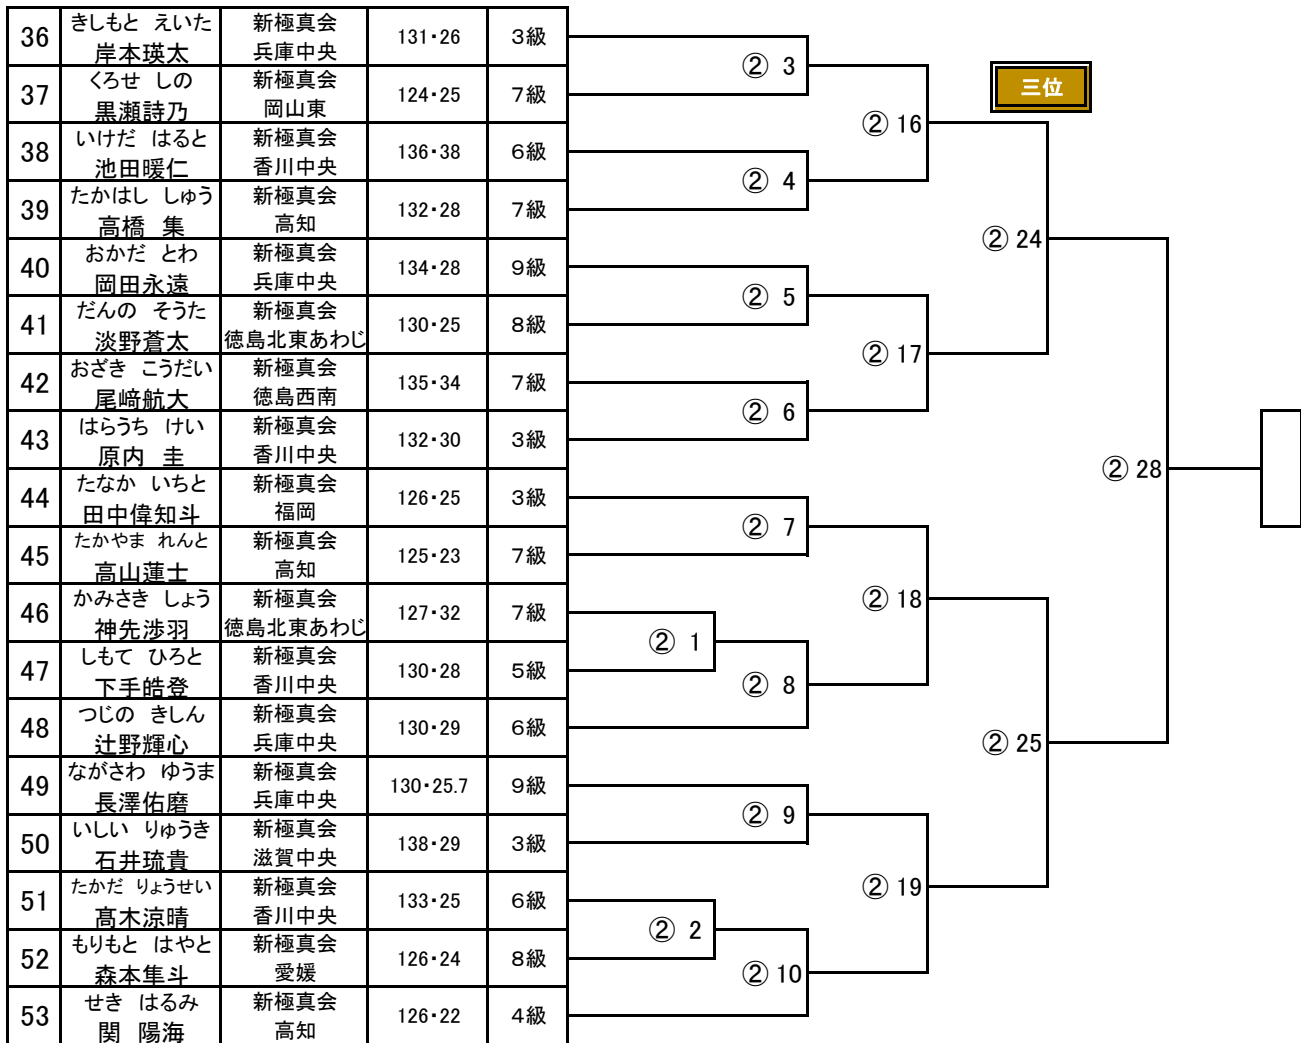 36 きしもと えいた 新極真会 131・26 3級
岸本瑛太 兵庫中央
② 3
37 くろせ しの 新極真会 124・25 7級
黒瀬詩乃 岡山東
三位
② 16
38 いけだ はると 新極真会 136・38 6級
池田暖仁 香川中央
② 4
39 たかはし しゅう 新極真会 132・28 7級
高橋 集 高知
② 24
40 おかだ とわ 新極真会 134・28 9級
岡田永遠 兵庫中央
② 5
41 だんの そうた 新極真会 130・25 8級
淡野蒼太 徳島北東あわじ
② 17
42 おざき こうだい 新極真会 135・34 7級
尾﨑航大 徳島西南
② 6
43 はらうち けい 新極真会 132・30 3級
原内 圭 香川中央
② 28
44 たなか いちと 新極真会 126・25 3級
田中偉知斗 福岡
② 7
45 たかやま れんと 新極真会 125・23 7級
高山蓮士 高知
② 18
46 かみさき しょう 新極真会 127・32 7級
神先渉羽 徳島北東あわじ
② 1
47 しもて ひろと 新極真会 130・28 5級
下手皓登 香川中央
② 8
48 つじの きしん 新極真会 130・29 6級
辻野輝心 兵庫中央
② 25
49 ながさわ ゆうま 新極真会 130・25.7 9級
長澤佑磨 兵庫中央
② 9
50 いしい りゅうき 新極真会 138・29 3級
石井琉貴 滋賀中央
② 19
51 たかだ りょうせい 新極真会 133・25 6級
髙木涼晴 香川中央
② 2
52 もりもと はやと 新極真会 126・24 8級
森本隼斗 愛媛
② 10
53 せき はるみ 新極真会 126・22 4級
関 陽海 高知